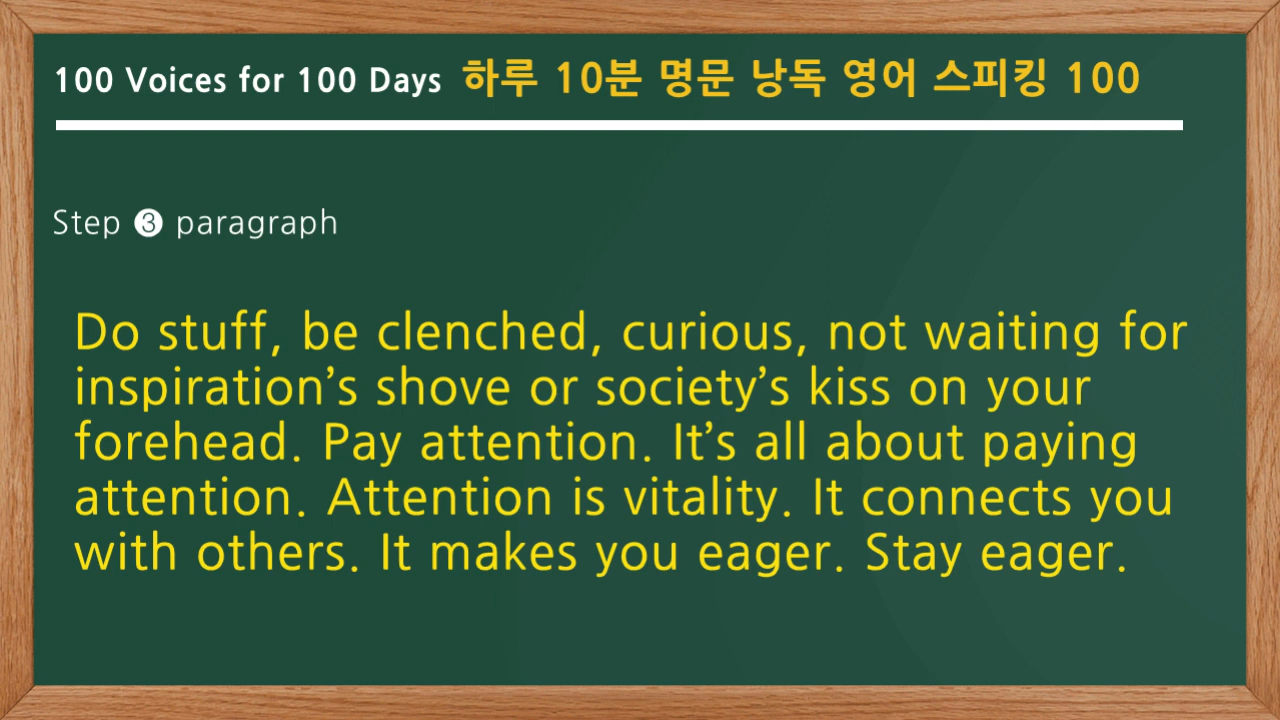 100 Voices for 100 Days 하루 10분 명문 낭독 영어 스피킹 100
Step ❸ paragraph
Do stuff, be clenched, curious, not waiting for
inspiration’s shove or society’s kiss on your
forehead. Pay attention. It’s all about paying
attention. Attention is vitality. It connects you
with others. It makes you eager. Stay eager.